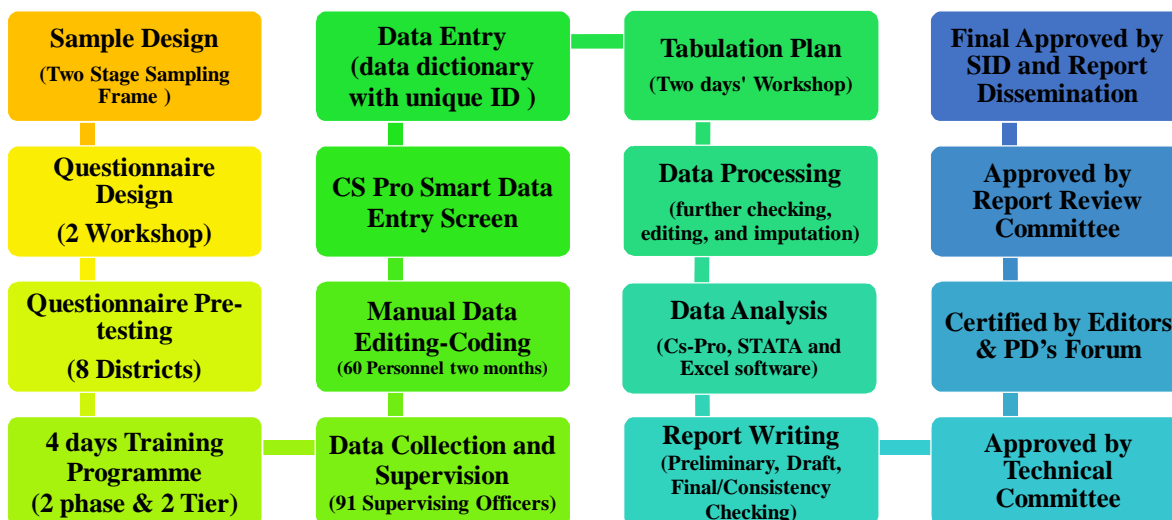 Sample Design
(Two Stage Sampling
Frame )
Questionnaire
Design
(2 Workshop)
Questionnaire Pre-
testing
(8 Districts)
4 days Training
Programme
(2 phase & 2 Tier)
Data Collection and
Supervision
(91 Supervising Officers)
Manual Data
Editing-Coding
(60 Personnel two months)
CS Pro Smart Data
Entry Screen
Data Entry
(data dictionary
with unique ID )
Tabulation Plan
(Two days' Workshop)
Data Processing
(further checking,
editing, and imputation)
Data Analysis
(Cs-Pro, STATA and
Excel software)
Report Writing
(Preliminary, Draft,
Final/Consistency
Checking)
Approved by
Technical
Committee
Certified by Editors
& PD’s Forum
Approved by
Report Review
Committee
Final Approved by
SID and Report
Dissemination